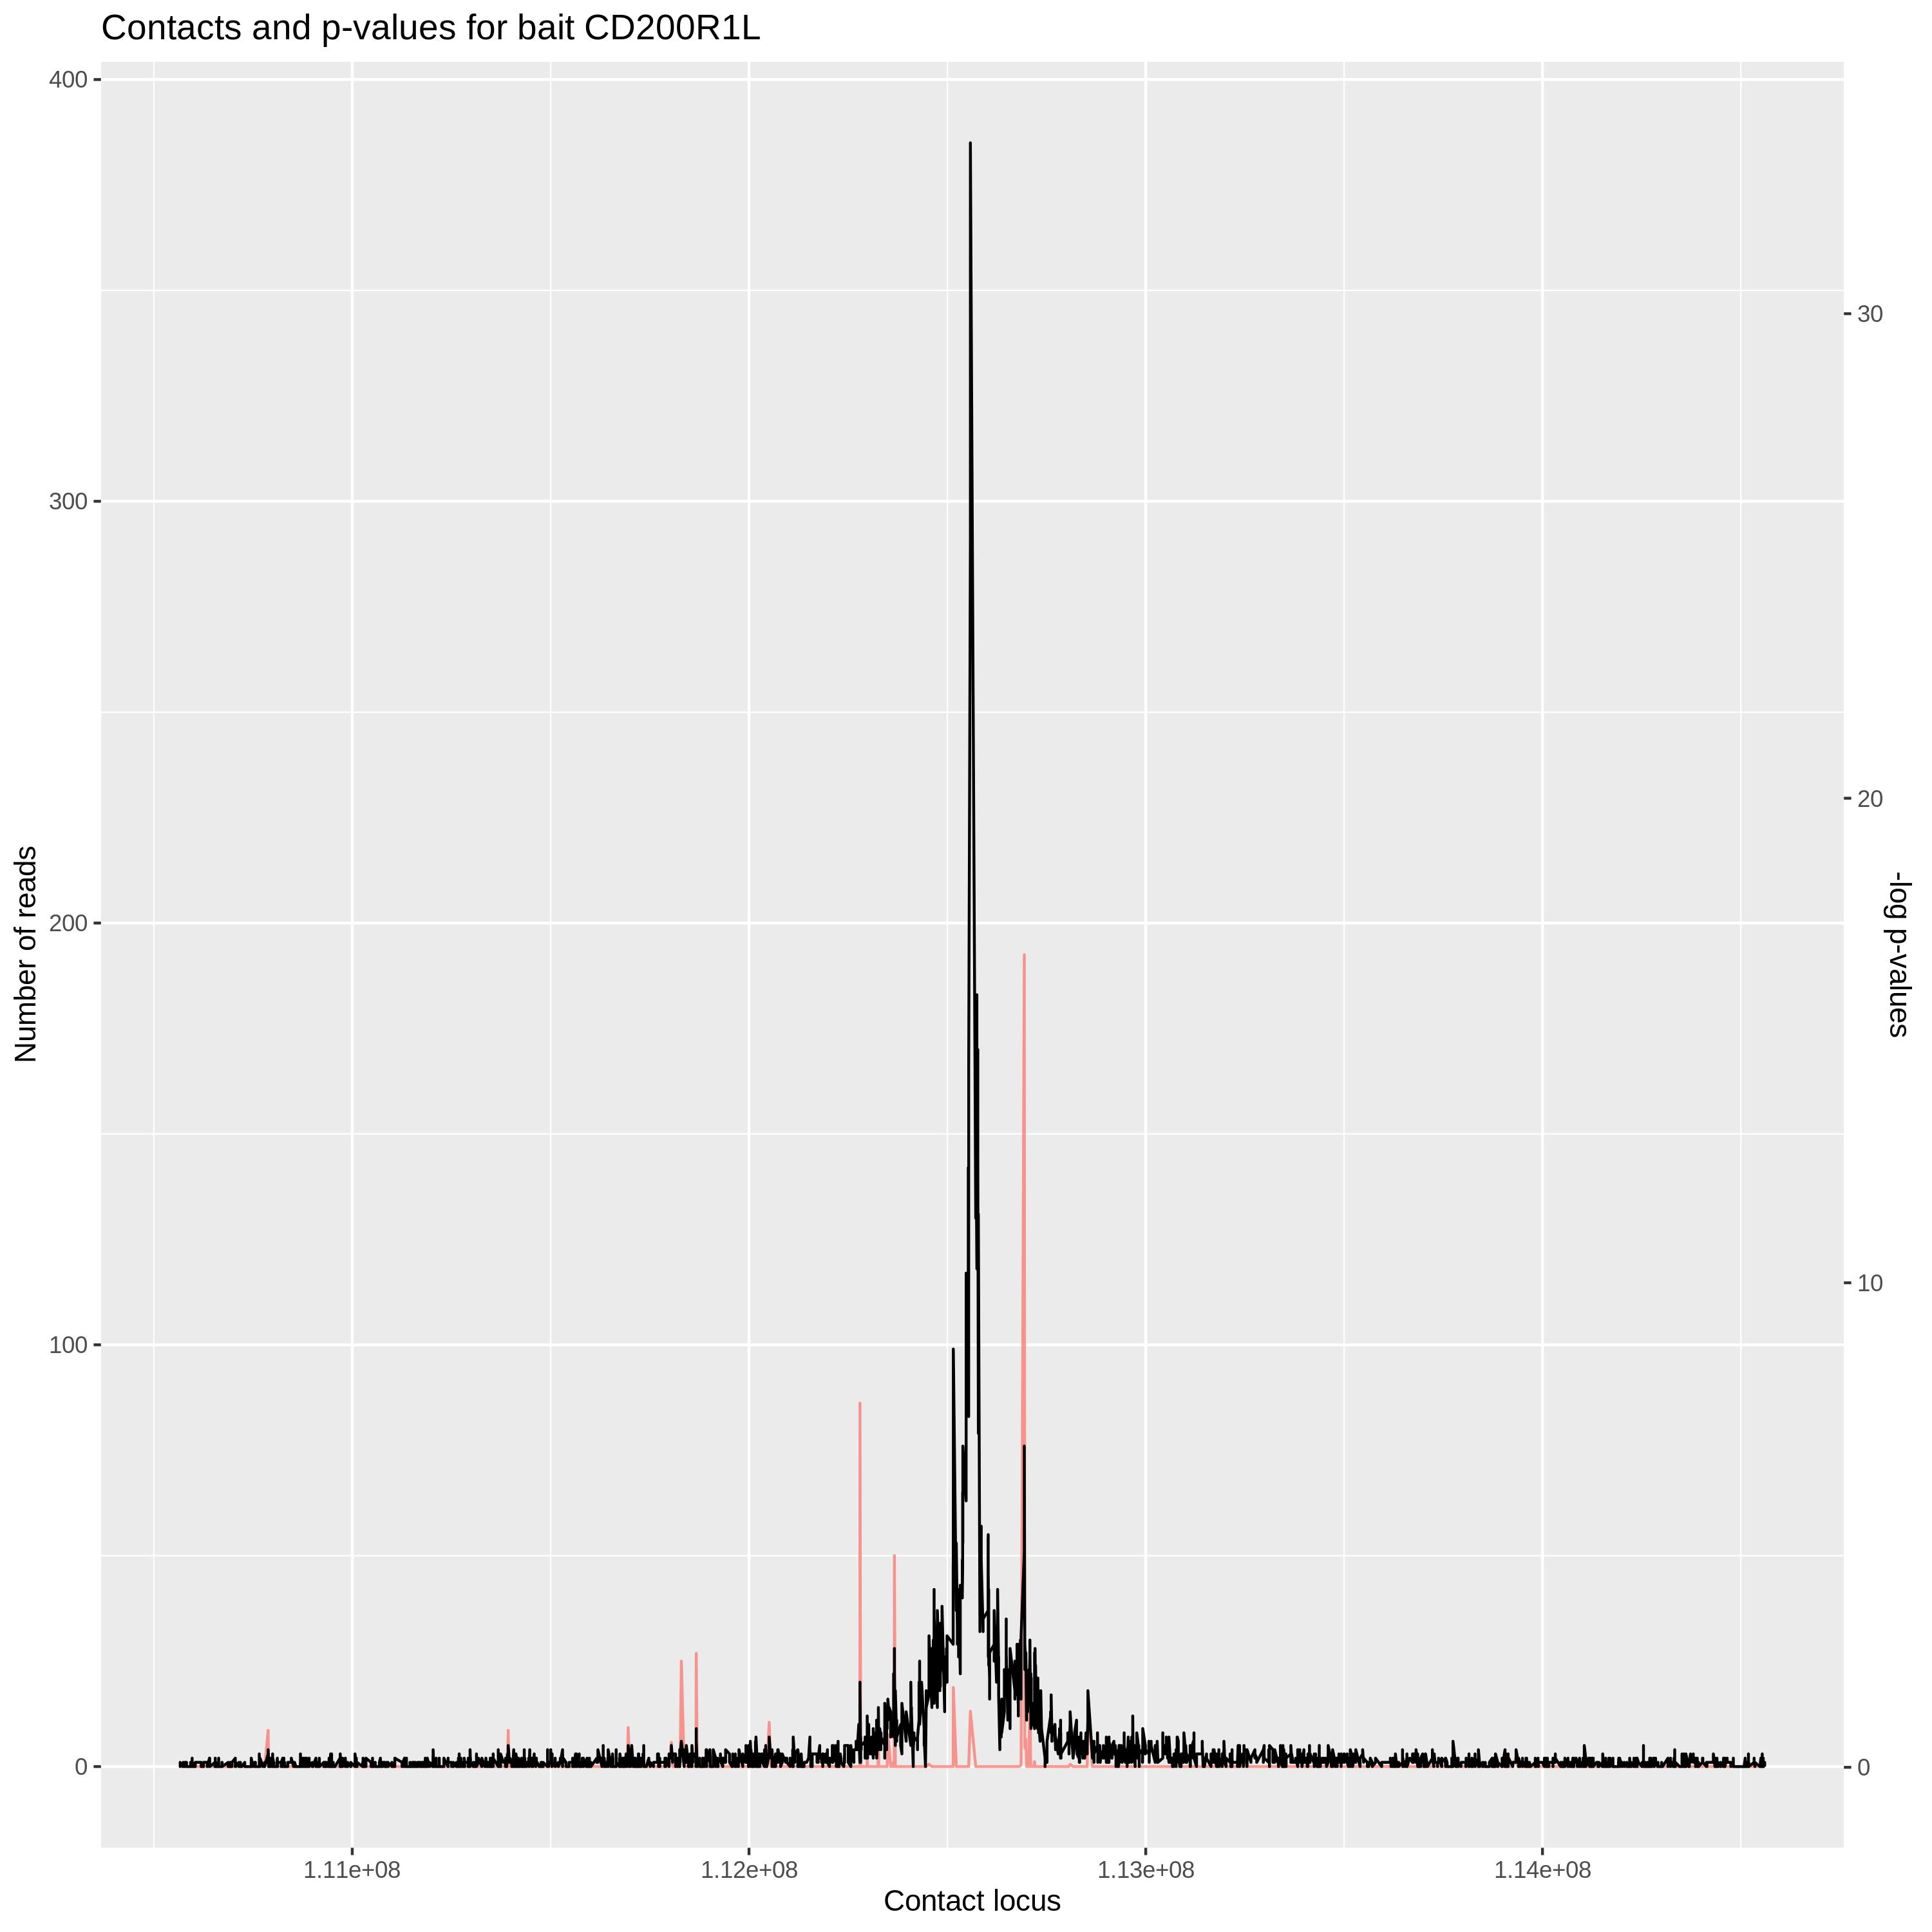 Contacts and p-values for bait CD200R1L
400
300
200
100
0
Number of reads
30
20
10
0
-log p-values
1.11e+08
1.12e+08
1.13e+08
1.14e+08
Contact locus